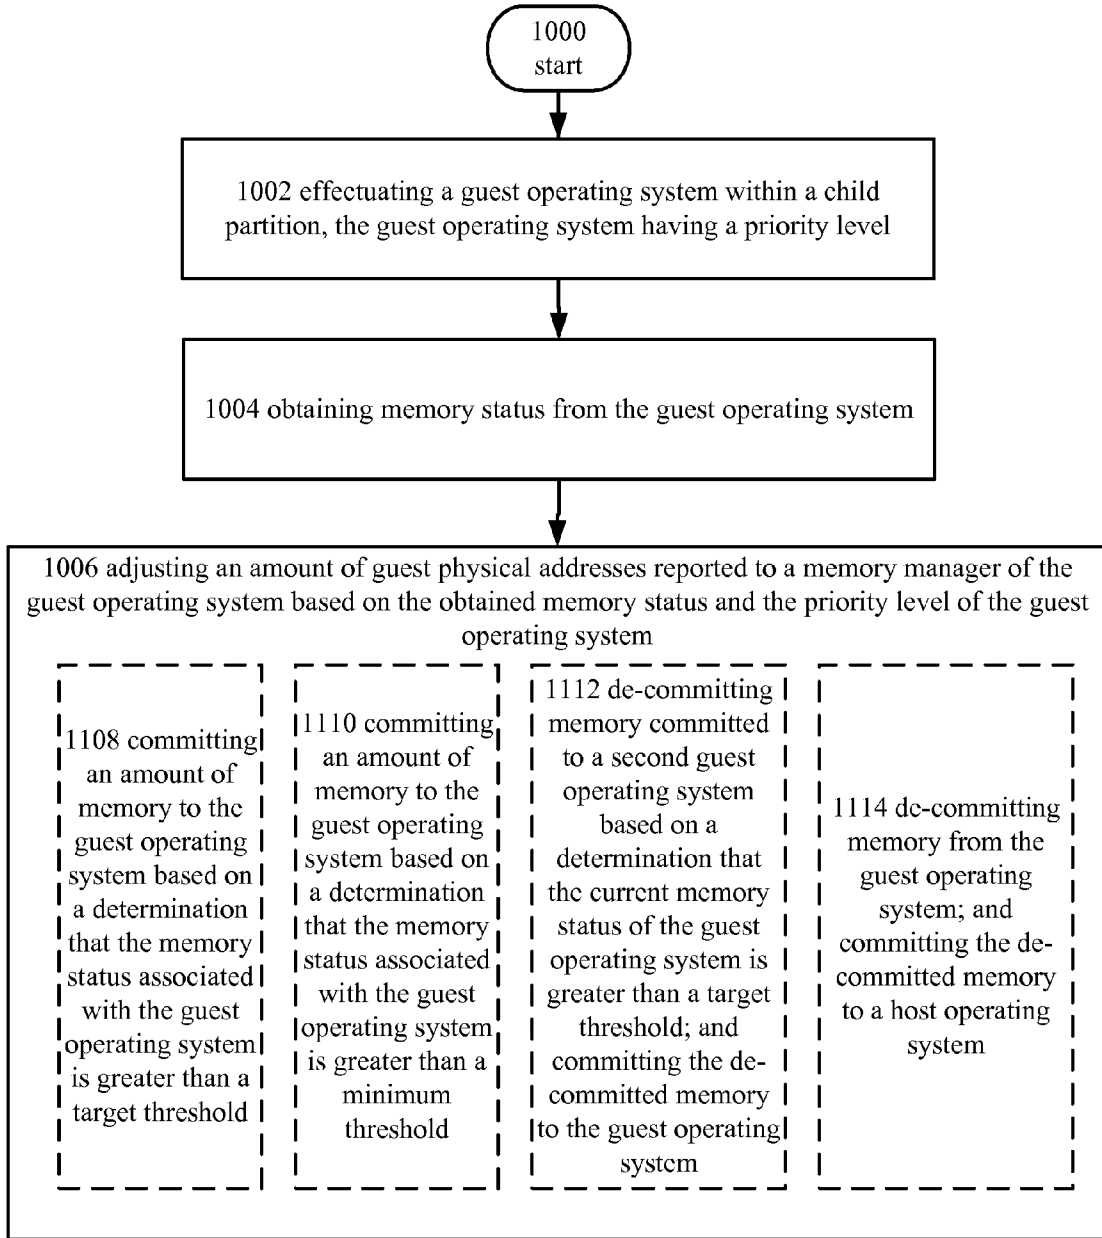 1000
start
1002 effectuating a guest operating system within a child
partition, the guest operating system having a priority level
1004 obtaining memory status from the guest operating system
1006 adjusting an amount of guest physical addresses reported to a memory manager of the
guest operating system based on the obtained memory status and the priority level of the guest
operating system
1108 committing
an amount of
memory to the
guest operating
system based on
a determination
that the memory
status associated
with the guest
operating system
is greater than a
target threshold
1110 committing
an amount of
memory to the
guest operating
system based on
a determination
that the memory
status associated
with the guest
operating system
is greater than a
minimum
threshold
1112 de-committing
memory committed
to a second guest
operating system
based on a
determination that
the current memory
status of the guest
operating system is
greater than a target
threshold; and
committing the de-
committed memory
to the guest operating
system
1114 de-committing
memory from the
guest operating
system; and
committing the de-
committed memory
to a host operating
system